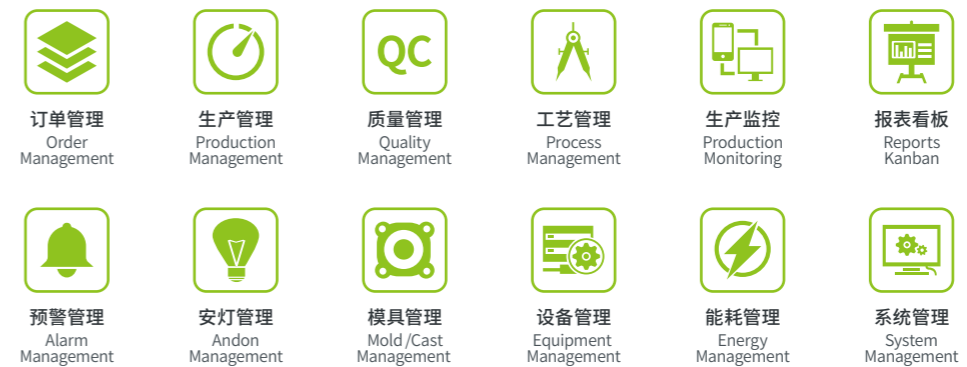 QC
订单管理
Order
Management
生产管理
Production
Management
质量管理
Quality
Management
工艺管理
Process
Management
生产监控
Production
Monitoring
报表看板
Reports
Kanban
预警管理
Alarm
Management
安灯管理
Andon
Management
模具管理
Mold /Cast
Management
设备管理
Equipment
Management
能耗管理
Energy
Management
系统管理
System
Management